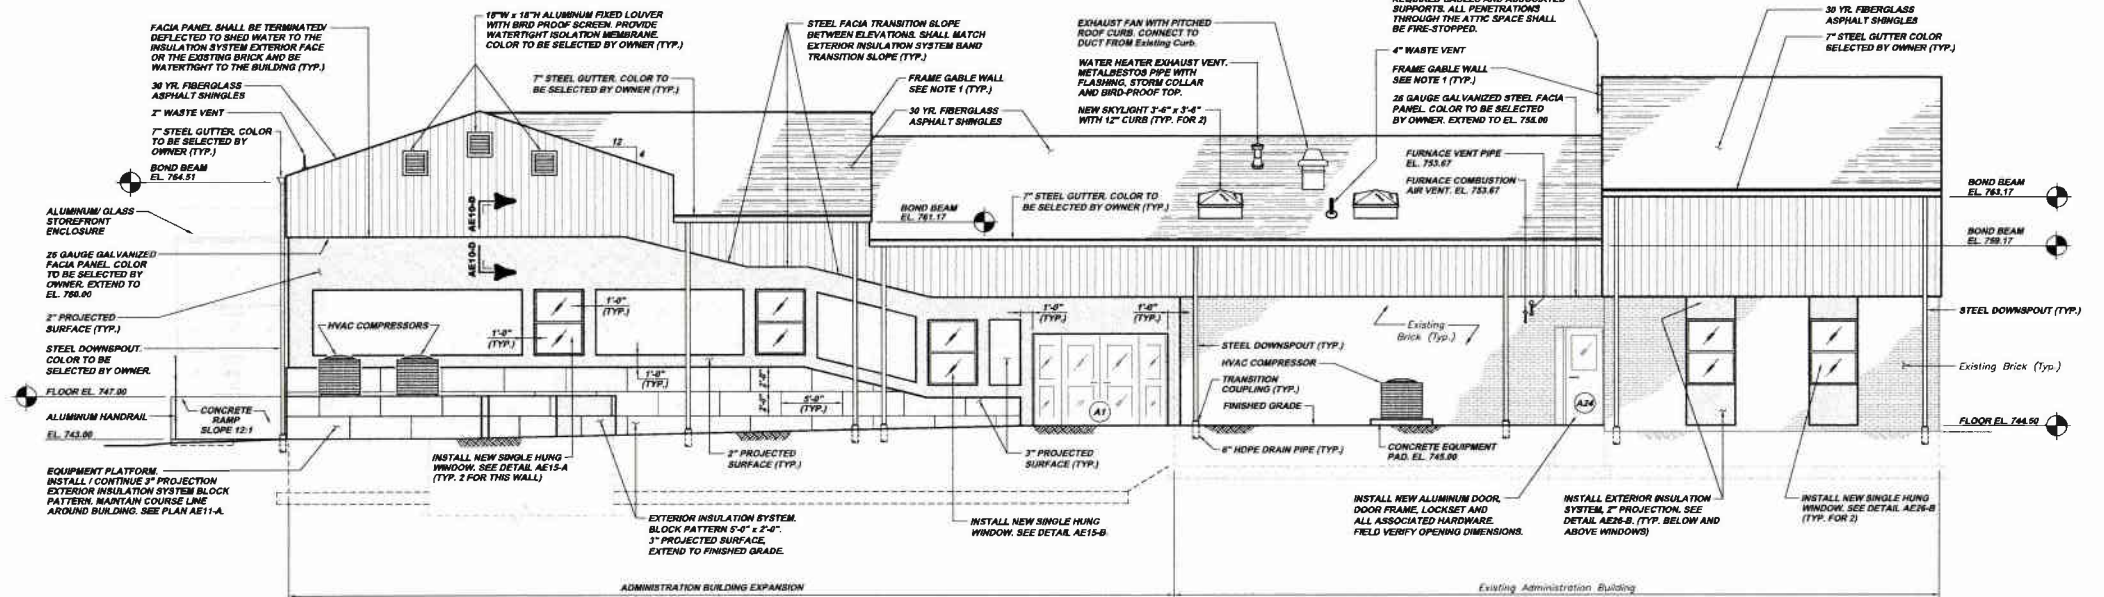 FACIA PANEL SHALL BE TERMINATED/
DEFLECTED TO SHED WATER TO THE
INSULATION SYSTEM EXTERIOR FACE
OR THE EXISTING BRICK AND BE
WATERTIGHT TO THE BUILDING (TYP.)
30 YR. FIBERGLASS
ASPHALT SHINGLES
2" WASTE VENT
7" STEEL GUTTER. COLOR
TO BE SELECTED BY
OWNER (TYP.)
BOND BEAM
EL. 764.51
ALUMINUM/ GLASS
STOREFRONT
ENCLOSURE
26 GAUGE GALVANIZED
FACIA PANEL. COLOR
TO BE SELECTED BY
OWNER. EXTEND TO
EL. 760.00
2" PROJECTED
SURFACE (TYP.)
STEEL DOWNSPOUT.
COLOR TO BE
SELECTED BY OWNER.
FLOOR EL. 747.00
ALUMINUM HANDRAIL
CONCRETE
RAMP
SLOPE 12:1
EL. 743.00
EQUIPMENT PLATFORM.
INSTALL / CONTINUE 3" PROJECTION
EXTERIOR INSULATION SYSTEM BLOCK
PATTERN. MAINTAIN COURSE LINE
AROUND BUILDING. SEE PLAN AE11-A.
18"W x 18"H ALUMINUM FIXED LOUVER
WITH BIRD PROOF SCREEN. PROVIDE
WATERTIGHT ISOLATION MEMBRANE.
COLOR TO BE SELECTED BY OWNER (TYP.)
7" STEEL GUTTER. COLOR TO
BE SELECTED BY OWNER (TYP.)
12
4
AE10-D
AE10-D
HVAC COMPRESSORS
1'-0"
(TYP.)
1'-0"
(TYP.)
1'-0"
(TYP.)
2'-0"
2'-0"
5'-0"
(TYP.)
INSTALL NEW SINGLE HUNG
WINDOW. SEE DETAIL AE15-A
(TYP. 2 FOR THIS WALL)
2" PROJECTED
SURFACE (TYP.)
EXTERIOR INSULATION SYSTEM.
BLOCK PATTERN 5'-0" x 2'-0".
3" PROJECTED SURFACE,
EXTEND TO FINISHED GRADE.
STEEL FACIA TRANSITION SLOPE
BETWEEN ELEVATIONS. SHALL MATCH
EXTERIOR INSULATION SYSTEM BAND
TRANSITION SLOPE (TYP.)
FRAME GABLE WALL
SEE NOTE 1 (TYP.)
30 YR. FIBERGLASS
ASPHALT SHINGLES
BOND BEAM
EL. 761.17
7" STEEL GUTTER. COLOR TO
BE SELECTED BY OWNER (TYP.)
1'-0"
(TYP.)
1'-0"
(TYP.)
A1
3" PROJECTED
SURFACE (TYP.)
INSTALL NEW SINGLE HUNG
WINDOW. SEE DETAIL AE15-B
EXHAUST FAN WITH PITCHED
ROOF CURB. CONNECT TO
DUCT FROM Existing Curb.
WATER HEATER EXHAUST VENT.
METALBESTOS PIPE WITH
FLASHING, STORM COLLAR
AND BIRD-PROOF TOP.
NEW SKYLIGHT 3'-6" x 3'-6"
WITH 12" CURB (TYP. FOR 2)
SUPPORTS. ALL PENETRATIONS
THROUGH THE ATTIC SPACE SHALL
BE FIRE-STOPPED.
4" WASTE VENT
FRAME GABLE WALL
SEE NOTE 1 (TYP.)
26 GAUGE GALVANIZED STEEL FACIA
PANEL. COLOR TO BE SELECTED
BY OWNER. EXTEND TO EL. 758.00
FURNACE VENT PIPE
EL. 753.67
FURNACE COMBUSTION
AIR VENT. EL. 753.67
Existing
Brick (Typ.)
STEEL DOWNSPOUT (TYP.)
HVAC COMPRESSOR
TRANSITION
COUPLING (TYP.)
FINISHED GRADE
6" HDPE DRAIN PIPE (TYP.)
CONCRETE EQUIPMENT
PAD. EL. 745.00
A24
INSTALL NEW ALUMINUM DOOR,
DOOR FRAME, LOCKSET AND
ALL ASSOCIATED HARDWARE.
FIELD VERIFY OPENING DIMENSIONS.
INSTALL EXTERIOR INSULATION
SYSTEM, 2" PROJECTION. SEE
DETAIL AE26-B. (TYP. BELOW AND
ABOVE WINDOWS)
INSTALL NEW SINGLE HUNG
WINDOW. SEE DETAIL AE26-B
(TYP. FOR 2)
30 YR. FIBERGLASS
ASPHALT SHINGLES
7" STEEL GUTTER COLOR
SELECTED BY OWNER (TYP.)
BOND BEAM
EL. 763.17
BOND BEAM
EL. 759.17
STEEL DOWNSPOUT (TYP.)
Existing Brick (Typ.)
FLOOR EL. 744.50
ADMINISTRATION BUILDING EXPANSION
Existing Administration Building